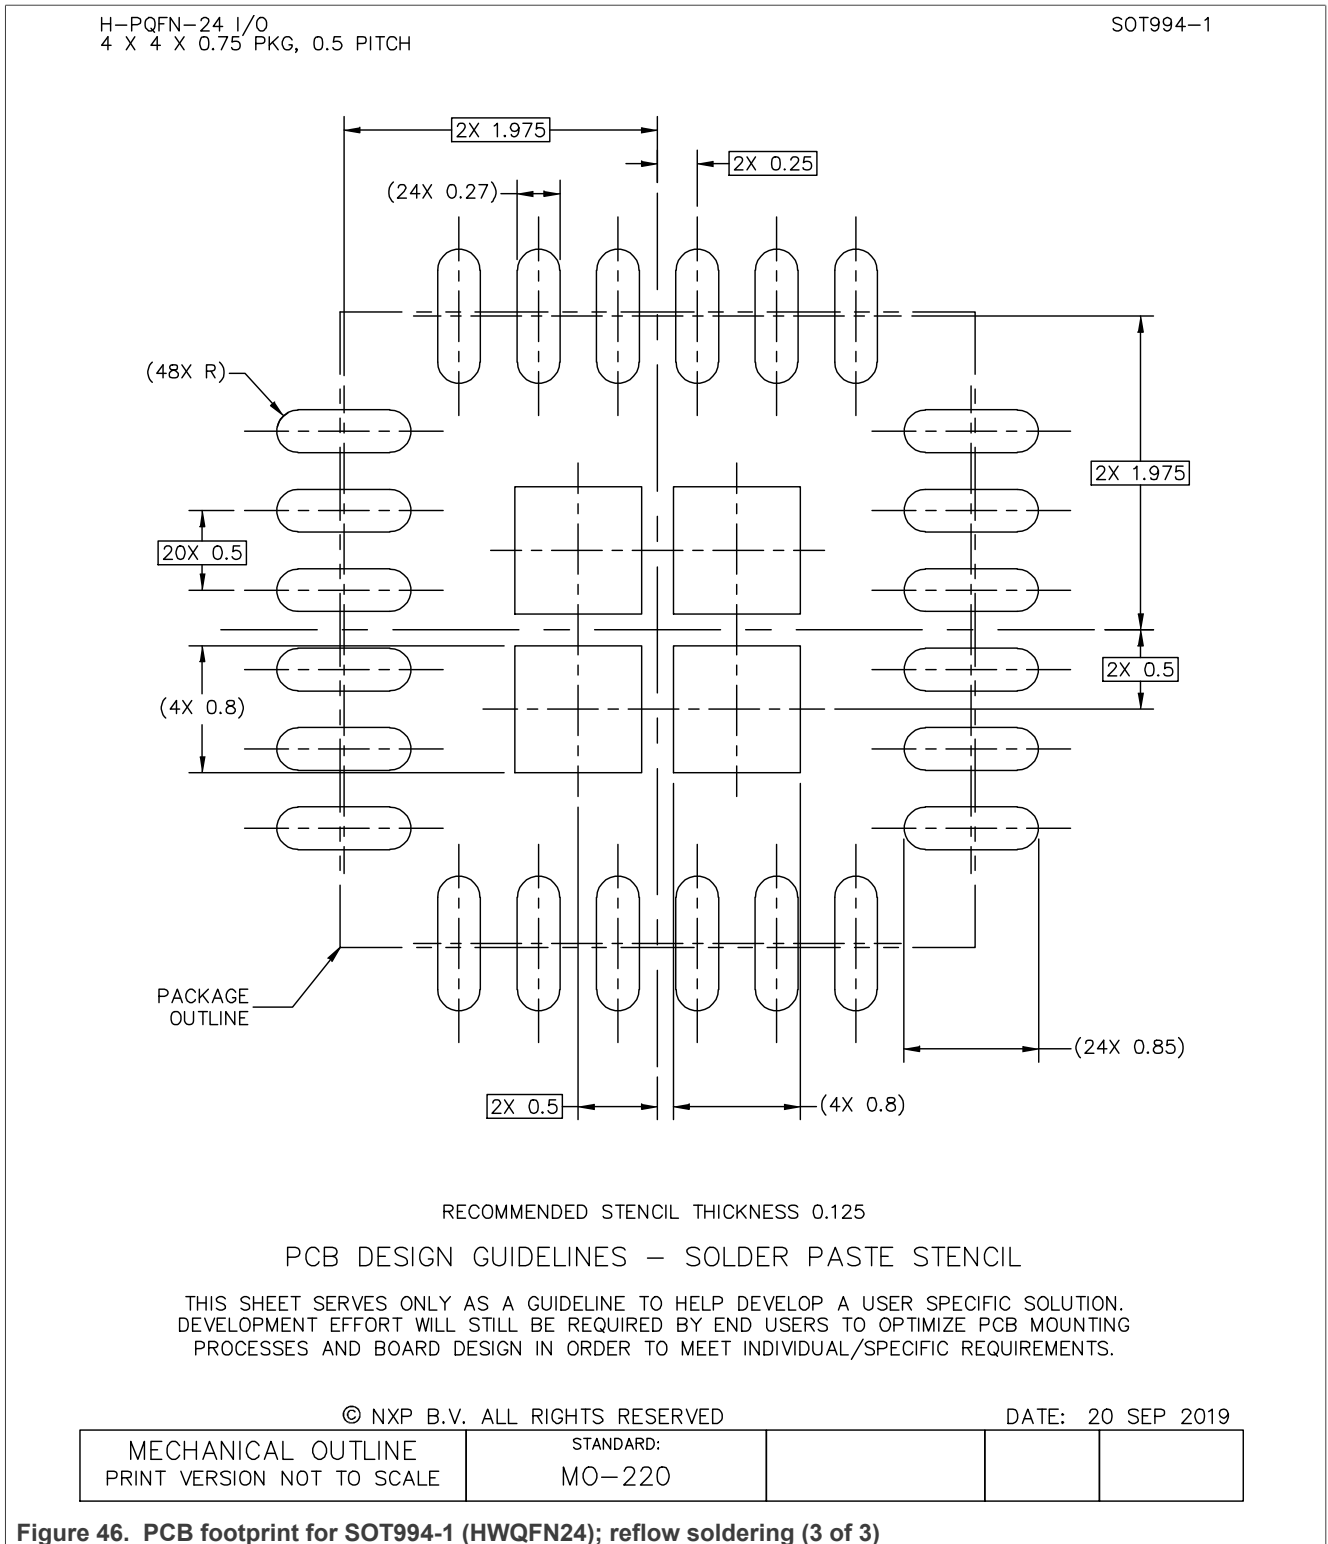 H-PQFN-24 I/O
4 X 4 X 0.75 PKG, 0.5 PITCH
SOT994-1
2X 1.975
2X 0.25
(24X 0.27)
(48X R)
2X 1.975
20X 0.5
2X 0.5
(4X 0.8)
PACKAGE
OUTLINE
(24X 0.85)
2X 0.5
(4X 0.8)
RECOMMENDED STENCIL THICKNESS 0.125
PCB DESIGN GUIDELINES - SOLDER PASTE STENCIL
THIS SHEET SERVES ONLY AS A GUIDELINE TO HELP DEVELOP A USER SPECIFIC SOLUTION.
DEVELOPMENT EFFORT WILL STILL BE REQUIRED BY END USERS TO OPTIMIZE PCB MOUNTING
PROCESSES AND BOARD DESIGN IN ORDER TO MEET INDIVIDUAL/SPECIFIC REQUIREMENTS.
© NXP B.V. ALL RIGHTS RESERVED
DATE: 20 SEP 2019
MECHANICAL OUTLINE
PRINT VERSION NOT TO SCALE
STANDARD:
MO-220
Figure 46. PCB footprint for SOT994-1 (HWQFN24); reflow soldering (3 of 3)